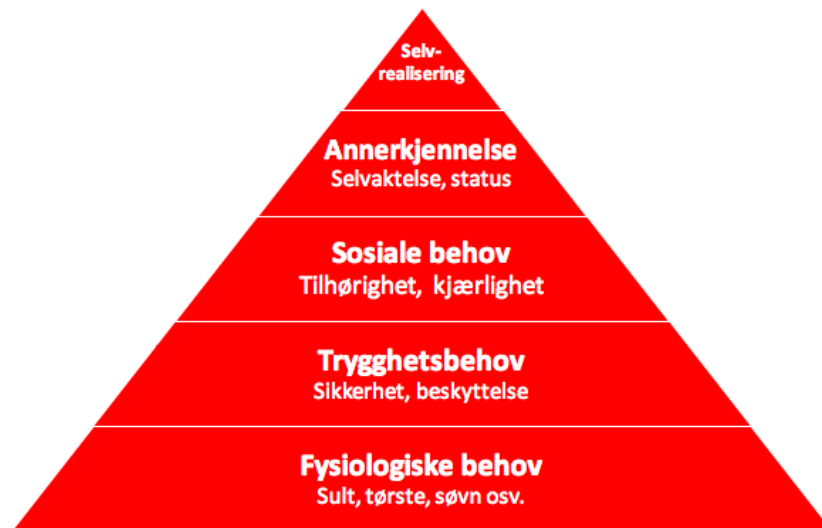 Selv-
realisering
Annerkjennelse
Selvaktelse, status
Sosiale behov
Tilhørighet, kjærlighet
Trygghetsbehov
Sikkerhet, beskyttelse
Fysiologiske behov
Sult, tørste, søvn osv.